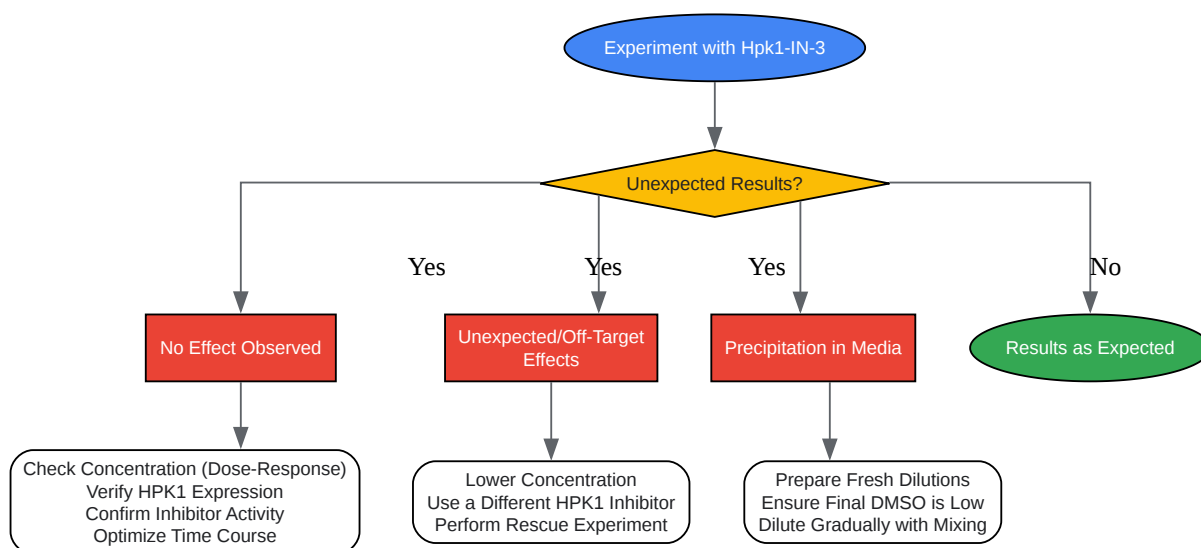 Experiment with Hpk1-IN-3
Unexpected Results?
Yes
Yes
Yes
No
No Effect Observed
Unexpected/Off-Target
Effects
Precipitation in Media
Results as Expected
Check Concentration (Dose-Response)
Verify HPK1 Expression
Confirm Inhibitor Activity
Optimize Time Course
Lower Concentration
Use a Different HPK1 Inhibitor
Perform Rescue Experiment
Prepare Fresh Dilutions
Ensure Final DMSO is Low
Dilute Gradually with Mixing